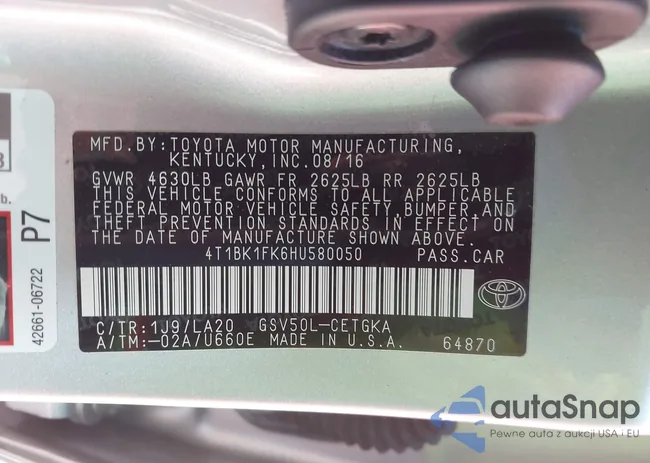 MFD.BY:TOYOTA MOTOR MANUFACTURING,
KENTUCKY,INC.08/16
GVWR 4630LB GAWR FR 2625LB RR 2625LB
THIS VEHICLE CONFORMS TO ALL APPLICABLE
FEDERAL MOTOR VEHICLE SAFETY,BUMPER,AND
THEFT PREVENTION STANDARDS IN EFFECT ON
THE DATE OF MANUFACTURE SHOWN ABOVE.
4T1BK1FK6HU580050 PASS.CAR
C/TR:1J9/LA20 GSV50L-CETGKA
A/TM:-02A/U660E MADE IN U.S.A. 64870
P7
42661-06722
3
b.
autaSnap
Pewne auta z aukcji USA i EU